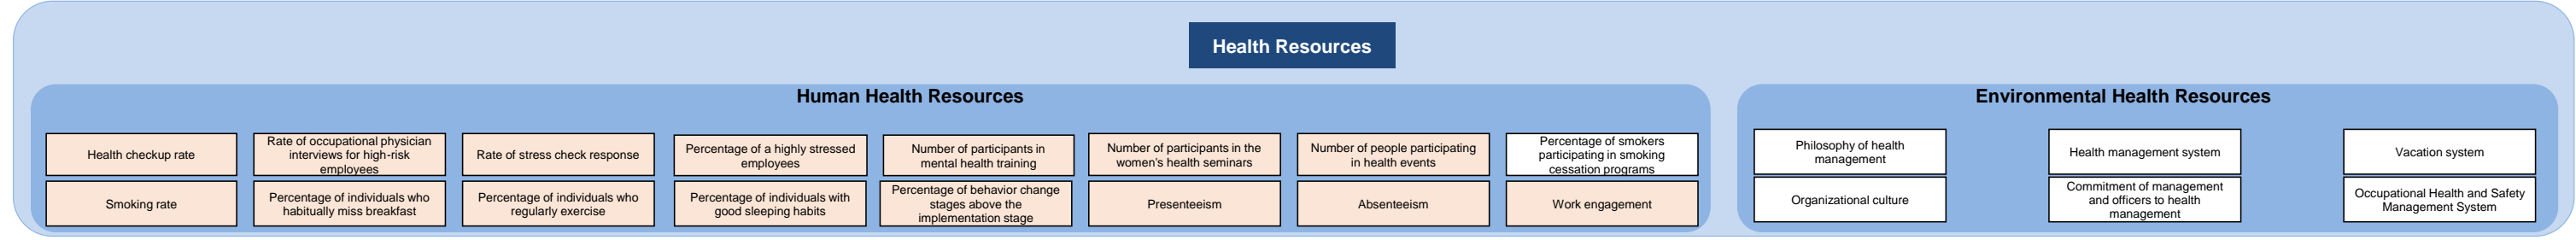 Health Resources
Human Health Resources
Health checkup rate
Rate of occupational physician
interviews for high-risk
employees
Rate of stress check response
Percentage of a highly stressed
employees
Number of participants in
mental health training
Number of participants in the
women's health seminars
Number of people participating
in health events
Percentage of smokers
participating in smoking
cessation programs
Smoking rate
Percentage of individuals who
habitually miss breakfast
Percentage of individuals who
regularly exercise
Percentage of individuals with
good sleeping habits
Percentage of behavior change
stages above the
implementation stage
Presenteeism
Absenteeism
Work engagement
Environmental Health Resources
Philosophy of health
management
Health management system
Vacation system
Organizational culture
Commitment of management
and officers to health
management
Occupational Health and Safety
Management System